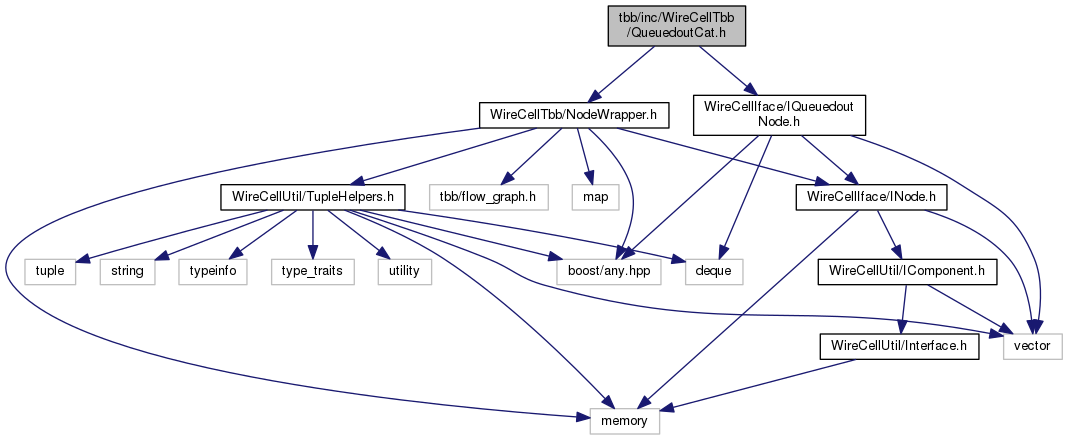 tbb/inc/WireCellTbb
/QueuedoutCat.h
WireCellTbb/NodeWrapper.h
WireCellIface/IQueuedout
Node.h
WireCellUtil/TupleHelpers.h
tbb/flow_graph.h
map
WireCellIface/INode.h
tuple
string
typeinfo
type_traits
utility
boost/any.hpp
deque
WireCellUtil/IComponent.h
WireCellUtil/Interface.h
vector
memory